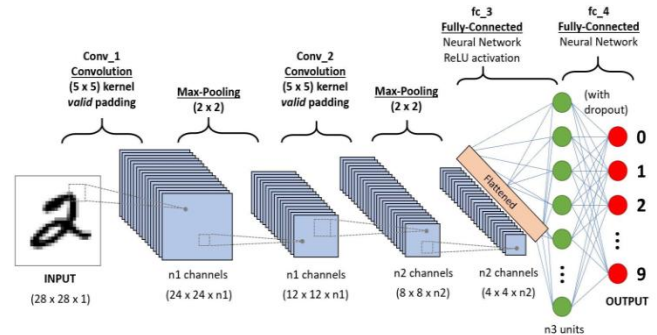 fc_3
Fully-Connected
Neural Network
ReLU activation
fc_4
Fully-Connected
Neural Network
Conv_1
Convolution
(5 x 5) kernel
valid padding
Max-Pooling
(2 x 2)
Conv_2
Convolution
(5 x 5) kernel
valid padding
Max-Pooling
(2 x 2)
(with
dropout)
Flattened
0
1
2
9
2
INPUT
(28 x 28 x 1)
n1 channels
(24 x 24 x n1)
n1 channels
(12 x 12 x n1)
n2 channels
(8 x 8 x n2)
n2 channels
(4 x 4 x n2)
OUTPUT
n3 units